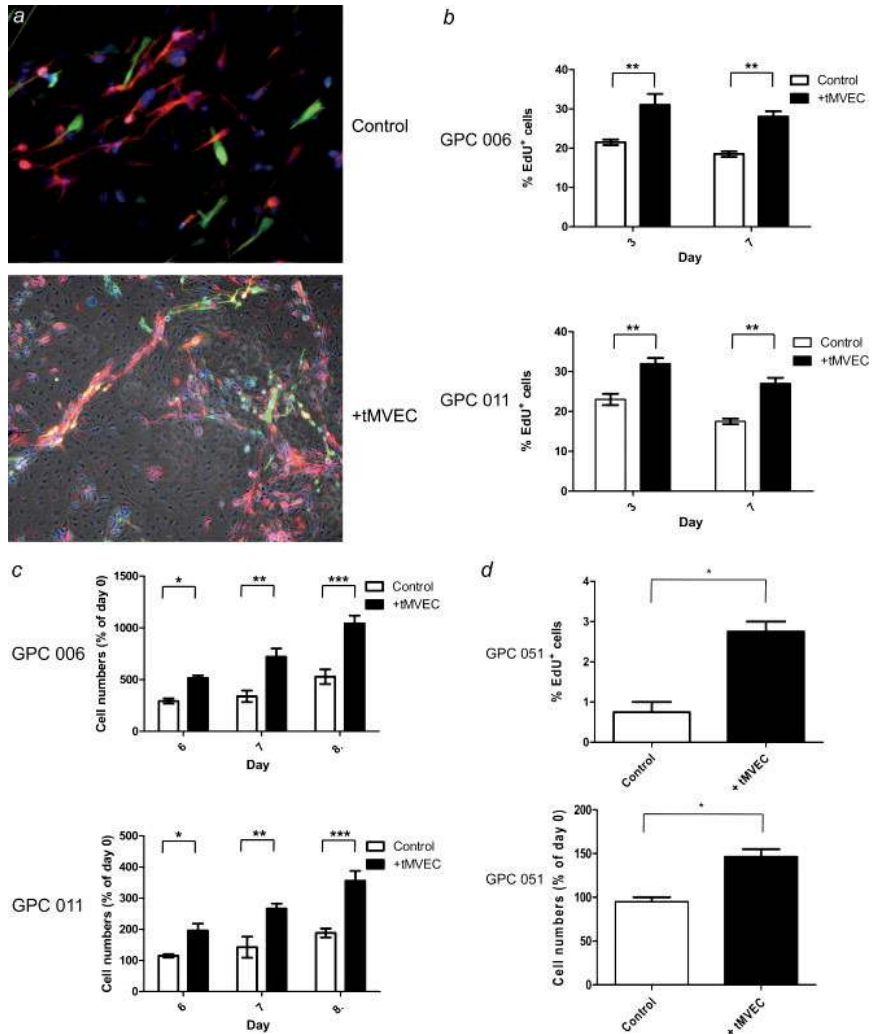 a
Control
+tMVEC
b
GPC 006
% EdU+ cells
40
30
20
10
0
**
**
Control
+tMVEC
3
7
Day
GPC 011
% EdU+ cells
40
30
20
10
0
**
**
Control
+tMVEC
3
7
Day
c
GPC 006
Cell numbers (% of day 0)
1500
1000
500
0
*
**
***
Control
+tMVEC
6
7
8.
Day
GPC 011
Cell numbers (% of day 0)
500
400
300
200
100
0
*
**
***
Control
+tMVEC
6
7
8.
Day
d
GPC 051
% EdU+ cells
4
3
2
1
0
*
Control
+ tMVEC
GPC 051
Cell numbers (% of day 0)
200
150
100
50
0
*
Control
+ tMVEC